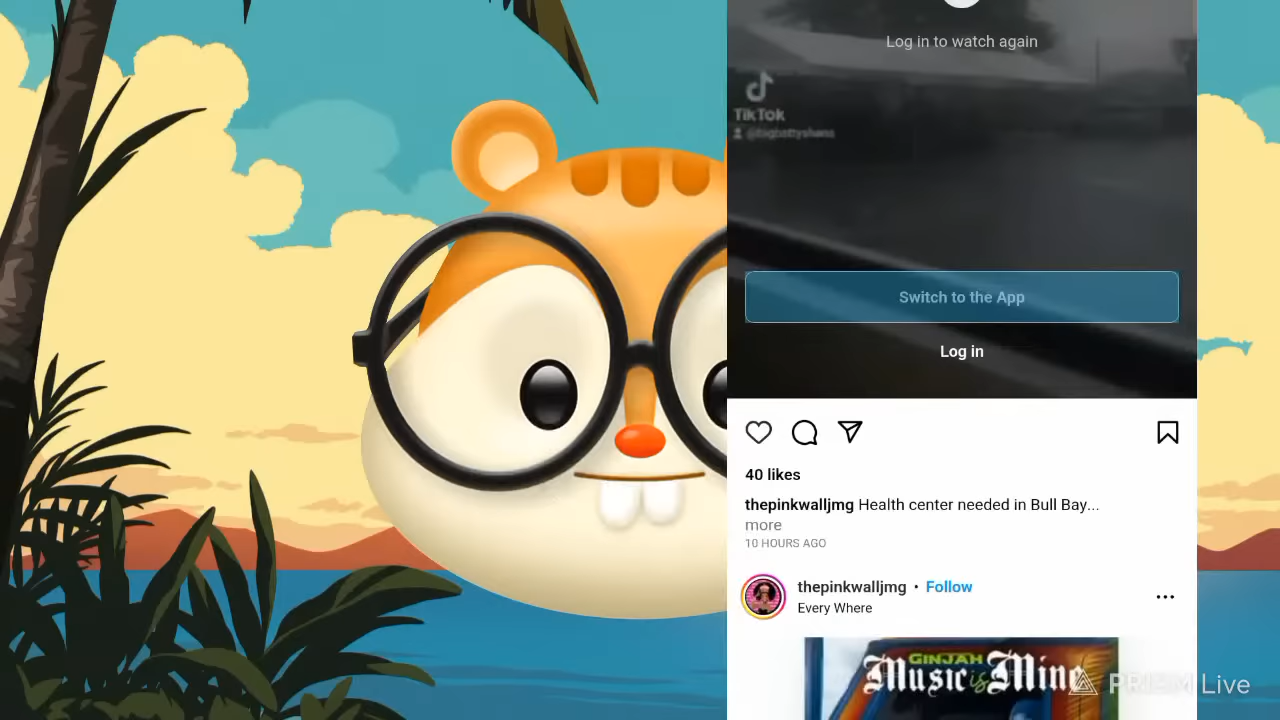 Log in to watch again
TikTok
@bigbottyshans
Switch to the App
Log in
40 likes
thepinkwalljmg Health center needed in Bull Bay...
more
10 HOURS AGO
thepinkwalljmg • Follow
Every Where
GINJAH
Music is Mine
PRISM Live